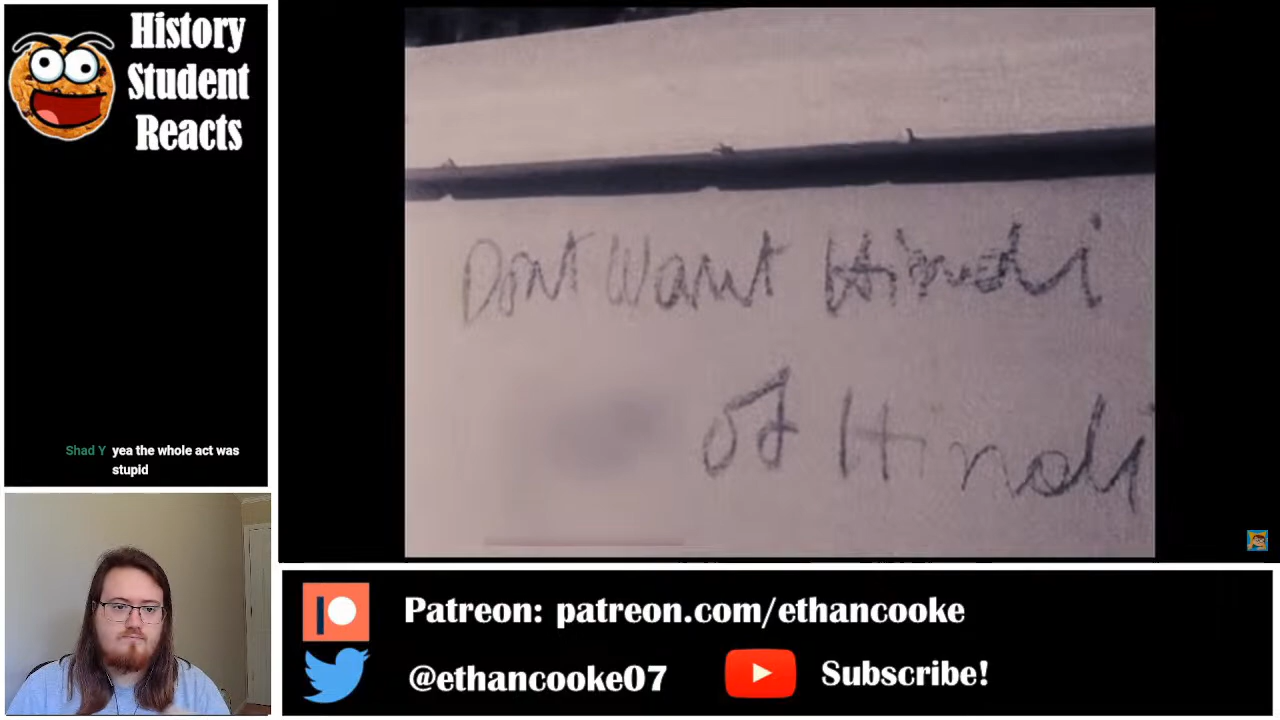 History
Student
Reacts
Dont Want Hindi
of Hindi
Shad Y yea the whole act was
stupid
Patreon: patreon.com/ethancooke
@ethancooke07
Subscribe!